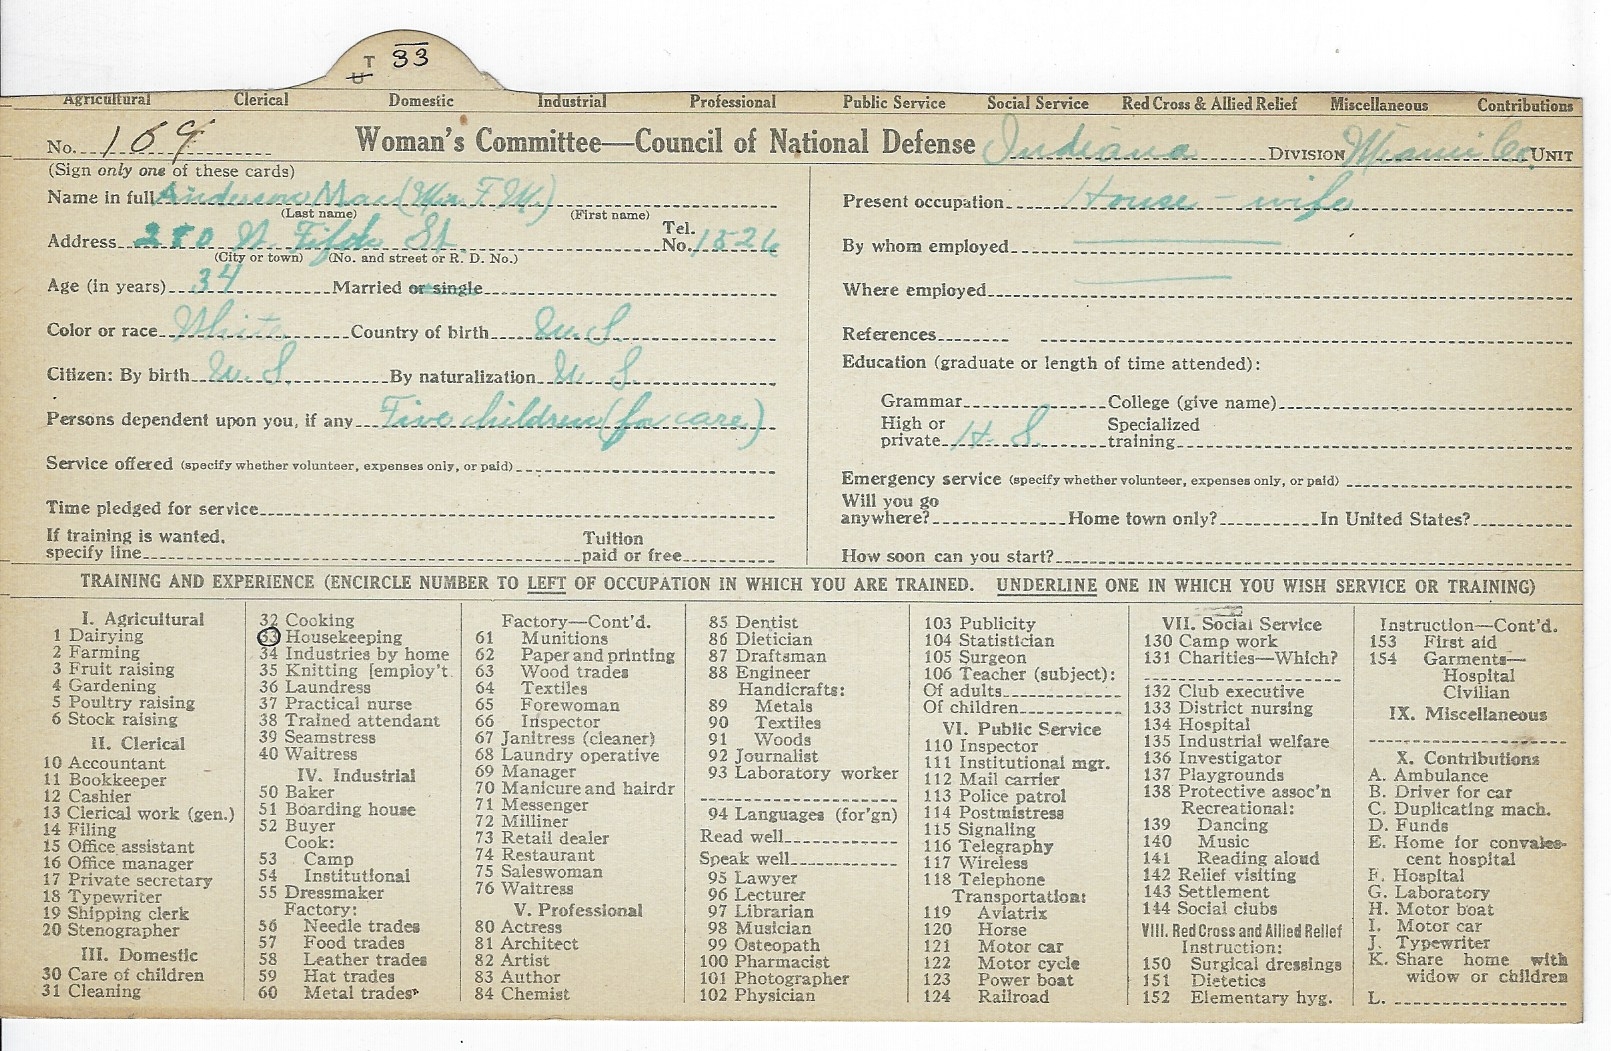 T 33
U
Agricultural Clerical Domestic Industrial Professional Public Service Social Service Red Cross & Allied Relief Miscellaneous Contributions
No. 169 Woman's Committee—Council of National Defense Indiana DIVISION Miami Co. UNIT
(Sign only one of these cards)
Name in full Anderson Mae (Mrs. F. M.)
(Last name) (First name)
Address 280 W. Fifth St. Tel. No. 1526
(City or town) (No. and street or R. D. No.)
Age (in years) 34 Married or single
Color or race White Country of birth U.S.
Citizen: By birth U.S. By naturalization U.S.
Persons dependent upon you, if any Five children (for care)
Service offered (specify whether volunteer, expenses only, or paid)
Time pledged for service
If training is wanted, specify line Tuition paid or free
Present occupation House-wife
By whom employed
Where employed
References
Education (graduate or length of time attended):
Grammar College (give name)
High or private H.S. Specialized training
Emergency service (specify whether volunteer, expenses only, or paid)
Will you go anywhere? Home town only? In United States?
How soon can you start?
TRAINING AND EXPERIENCE (ENCIRCLE NUMBER TO LEFT OF OCCUPATION IN WHICH YOU ARE TRAINED. UNDERLINE ONE IN WHICH YOU WISH SERVICE OR TRAINING)
I. Agricultural
1 Dairying
2 Farming
3 Fruit raising
4 Gardening
5 Poultry raising
6 Stock raising
II. Clerical
10 Accountant
11 Bookkeeper
12 Cashier
13 Clerical work (gen.)
14 Filing
15 Office assistant
16 Office manager
17 Private secretary
18 Typewriter
19 Shipping clerk
20 Stenographer
III. Domestic
30 Care of children
31 Cleaning
32 Cooking
33 Housekeeping
34 Industries by home
35 Knitting [employ't.
36 Laundress
37 Practical nurse
38 Trained attendant
39 Seamstress
40 Waitress
IV. Industrial
50 Baker
51 Boarding house
52 Buyer
Cook:
53 Camp
54 Institutional
55 Dressmaker
Factory:
56 Needle trades
57 Food trades
58 Leather trades
59 Hat trades
60 Metal trades
Factory—Cont'd.
61 Munitions
62 Paper and printing
63 Wood trades
64 Textiles
65 Forewoman
66 Inspector
67 Janitress (cleaner)
68 Laundry operative
69 Manager
70 Manicure and hairdr
71 Messenger
72 Milliner
73 Retail dealer
74 Restaurant
75 Saleswoman
76 Waitress
V. Professional
80 Actress
81 Architect
82 Artist
83 Author
84 Chemist
85 Dentist
86 Dietician
87 Draftsman
88 Engineer
Handicrafts:
89 Metals
90 Textiles
91 Woods
92 Journalist
93 Laboratory worker
94 Languages (for'gn)
Read well
Speak well
95 Lawyer
96 Lecturer
97 Librarian
98 Musician
99 Osteopath
100 Pharmacist
101 Photographer
102 Physician
103 Publicity
104 Statistician
105 Surgeon
106 Teacher (subject):
Of adults
Of children
VI. Public Service
110 Inspector
111 Institutional mgr.
112 Mail carrier
113 Police patrol
114 Postmistress
115 Signaling
116 Telegraphy
117 Wireless
118 Telephone
Transportation:
119 Aviatrix
120 Horse
121 Motor car
122 Motor cycle
123 Power boat
124 Railroad
VII. Social Service
130 Camp work
131 Charities—Which?
132 Club executive
133 District nursing
134 Hospital
135 Industrial welfare
136 Investigator
137 Playgrounds
138 Protective assoc'n
Recreational:
139 Dancing
140 Music
141 Reading aloud
142 Relief visiting
143 Settlement
144 Social clubs
VIII. Red Cross and Allied Relief
Instruction:
150 Surgical dressings
151 Dietetics
152 Elementary hyg.
Instruction—Cont'd.
153 First aid
154 Garments—
Hospital
Civilian
IX. Miscellaneous
X. Contributions
A. Ambulance
B. Driver for car
C. Duplicating mach.
D. Funds
E. Home for convales-
cent hospital
F. Hospital
G. Laboratory
H. Motor boat
I. Motor car
J. Typewriter
K. Share home with
widow or children
L.